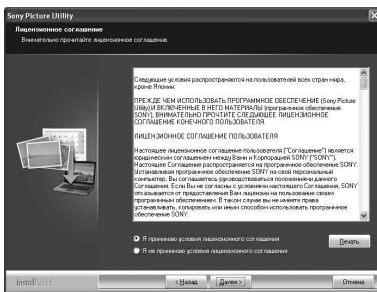 Sony Picture Utility
Лицензионное соглашение
Внимательно прочитайте лицензионное соглашение.
Следующие условия распространяются на пользователей всех стран мира,
кроме Японии.
ПРЕЖДЕ ЧЕМ ИСПОЛЬЗОВАТЬ ПРОГРАММНОЕ ОБЕСПЕЧЕНИЕ (Sony Picture
Utility) И ВКЛЮЧЕННЫЕ В НЕГО МАТЕРИАЛЫ (программное обеспечение
SONY), ВНИМАТЕЛЬНО ПРОЧТИТЕ СЛЕДУЮЩЕЕ ЛИЦЕНЗИОННОЕ
СОГЛАШЕНИЕ КОНЕЧНОГО ПОЛЬЗОВАТЕЛЯ.
ЛИЦЕНЗИОННОЕ СОГЛАШЕНИЕ ПОЛЬЗОВАТЕЛЯ
Настоящее лицензионное соглашение пользователя ("Соглашение") является
юридическим соглашением между Вами и Корпорацией SONY ("SONY").
Настоящее Соглашение распространяется на программное обеспечение SONY.
Устанавливая программное обеспечение SONY на свой персональный
компьютер, Вы соглашаетесь руководствоваться положениями данного
Соглашения. Если Вы не согласны с условиями настоящего Соглашения, SONY
отказывается от предоставления Вам лицензии на пользование своим
программным обеспечением. В таком случае вы не имеете права
устанавливать, копировать или иным способом использовать программное
обеспечение SONY.
Я принимаю условия лицензионного соглашения
Я не принимаю условия лицензионного соглашения
Печать
InstallShield
< Назад
Далее >
Отмена